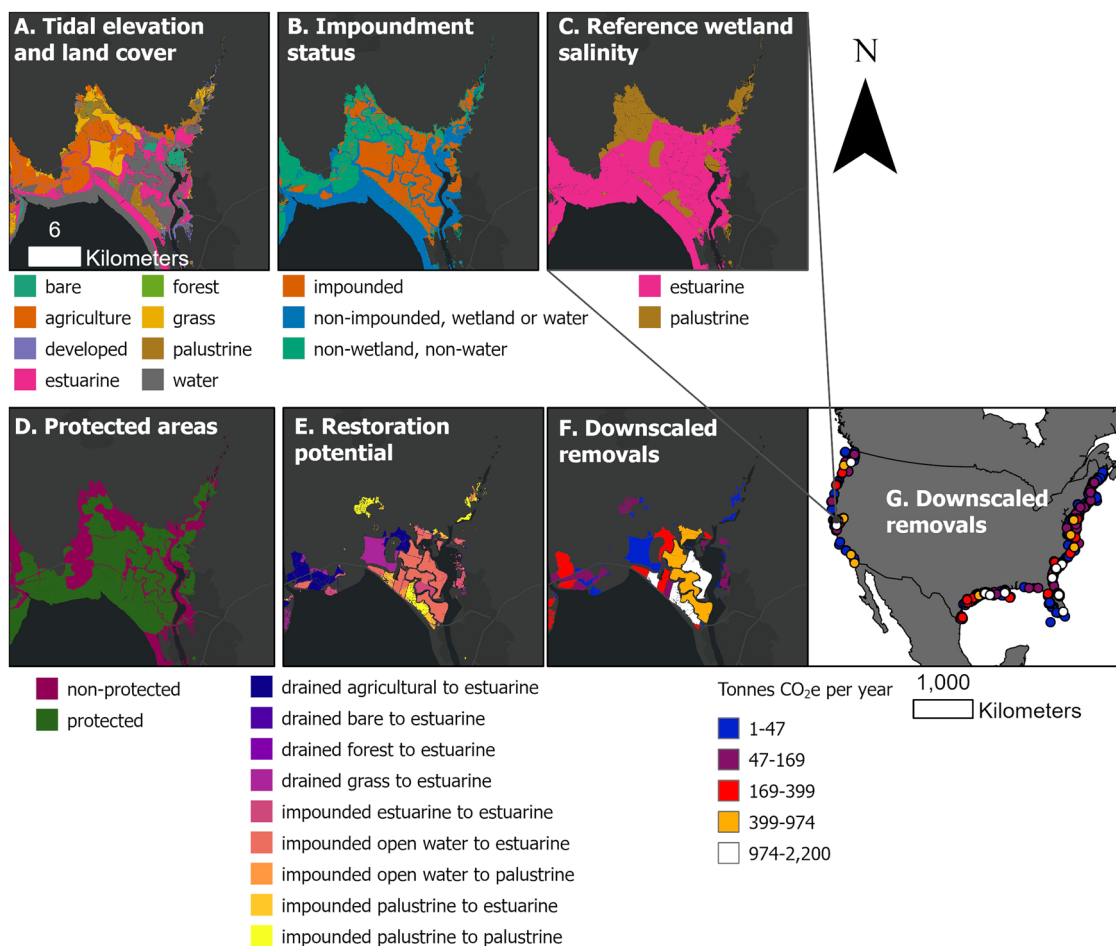 A. Tidal elevation
and land cover
B. Impoundment
status
C. Reference wetland
salinity
N
6
Kilometers
bare
forest
agriculture
grass
developed
palustrine
estuarine
water
impounded
non-impounded, wetland or water
non-wetland, non-water
estuarine
palustrine
D. Protected areas
E. Restoration
potential
F. Downscaled
removals
G. Downscaled
removals
non-protected
protected
drained agricultural to estuarine
drained bare to estuarine
drained forest to estuarine
drained grass to estuarine
impounded estuarine to estuarine
impounded open water to estuarine
impounded open water to palustrine
impounded palustrine to estuarine
impounded palustrine to palustrine
Tonnes CO₂e per year
1-47
47-169
169-399
399-974
974-2,200
1,000
Kilometers